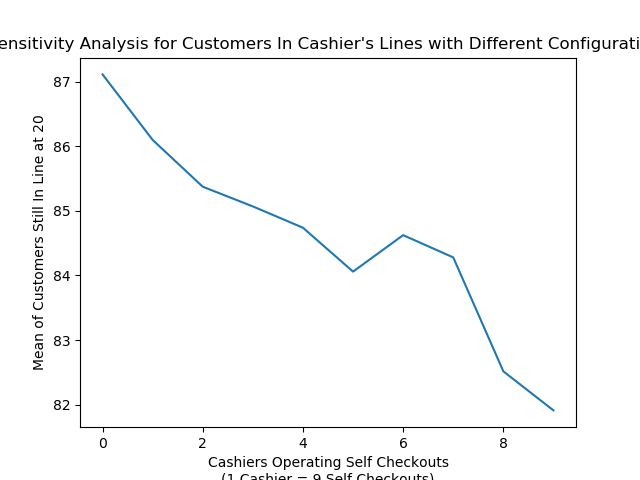 ensitivity Analysis for Customers In Cashier's Lines with Different Configurati
87
86
85
84
83
82
Mean of Customers Still In Line at 20
0 2 4 6 8
Cashiers Operating Self Checkouts
(1 Cashier = 9 Self Checkouts)